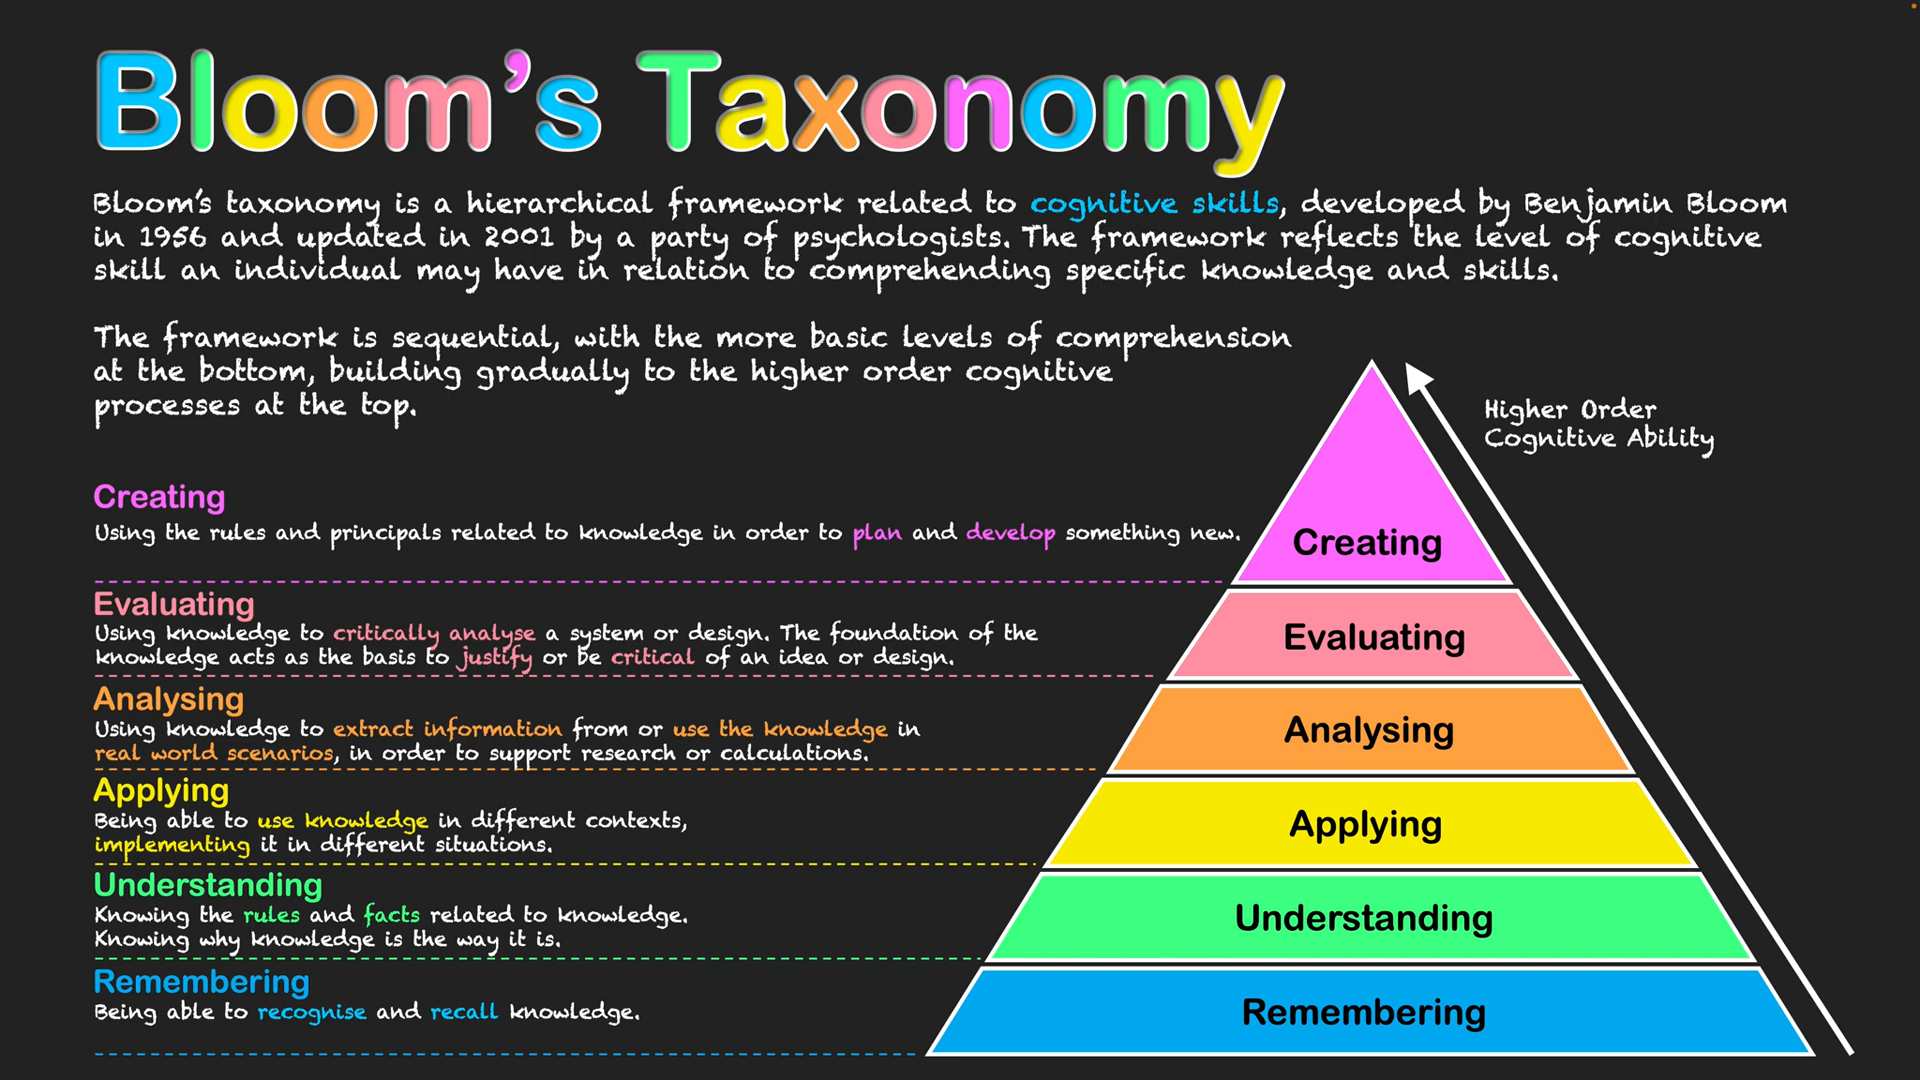 Bloom's Taxonomy
Bloom's taxonomy is a hierarchical framework related to cognitive skills, developed by Benjamin Bloom
in 1956 and updated in 2001 by a party of psychologists. The framework reflects the level of cognitive
skill an individual may have in relation to comprehending specific knowledge and skills.
The framework is sequential, with the more basic levels of comprehension
at the bottom, building gradually to the higher order cognitive
processes at the top.
Higher Order
Cognitive Ability
Creating
Using the rules and principals related to knowledge in order to plan and develop something new.
Creating
Evaluating
Using knowledge to critically analyse a system or design. The foundation of the
knowledge acts as the basis to justify or be critical of an idea or design.
Evaluating
Analysing
Using knowledge to extract information from or use the knowledge in
real world scenarios, in order to support research or calculations.
Analysing
Applying
Being able to use knowledge in different contexts,
implementing it in different situations.
Applying
Understanding
Knowing the rules and facts related to knowledge.
Knowing why knowledge is the way it is.
Understanding
Remembering
Being able to recognise and recall knowledge.
Remembering